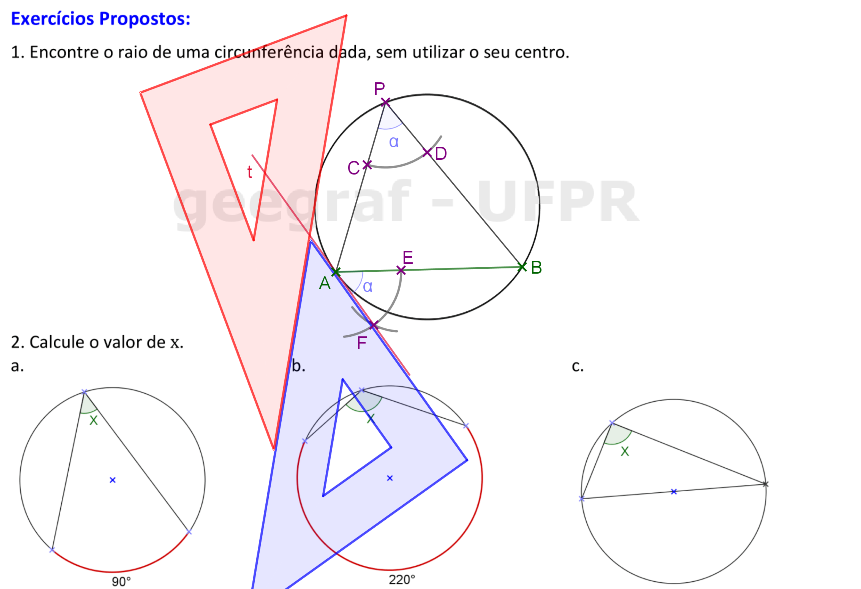 Exercícios Propostos:
1. Encontre o raio de uma circunferência dada, sem utilizar o seu centro.
P
α
D
C
t
geegraf - UFPR
E
B
A
α
F
2. Calcule o valor de x.
a.
b.
c.
X
X
X
90°
220°